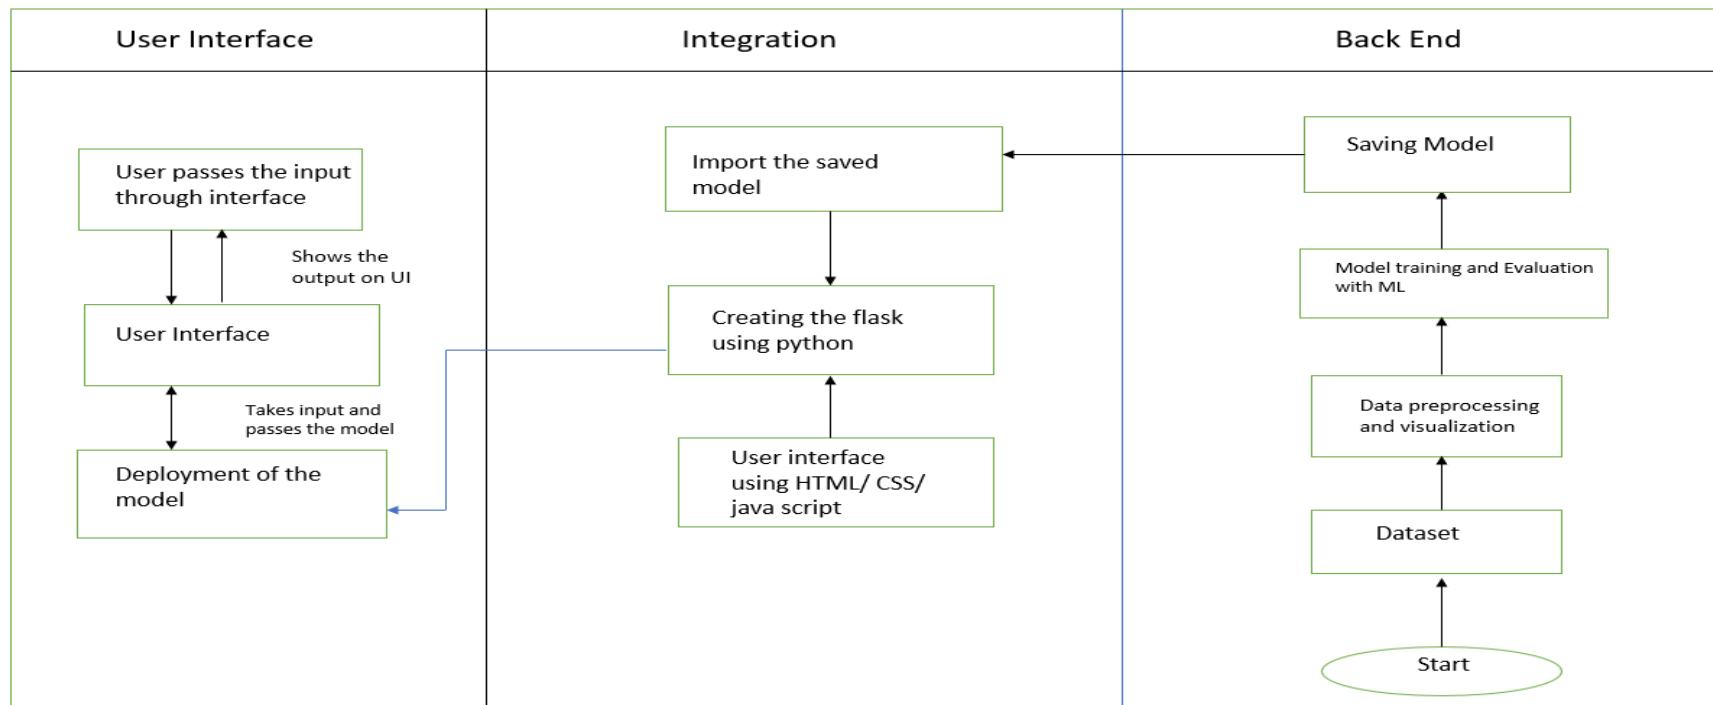 User Interface
Integration
Back End
User passes the input
through interface
Shows the
output on UI
User Interface
Takes input and
passes the model
Deployment of the
model
Import the saved
model
Creating the flask
using python
User interface
using HTML/ CSS/
java script
Saving Model
Model training and Evaluation
with ML
Data preprocessing
and visualization
Dataset
Start